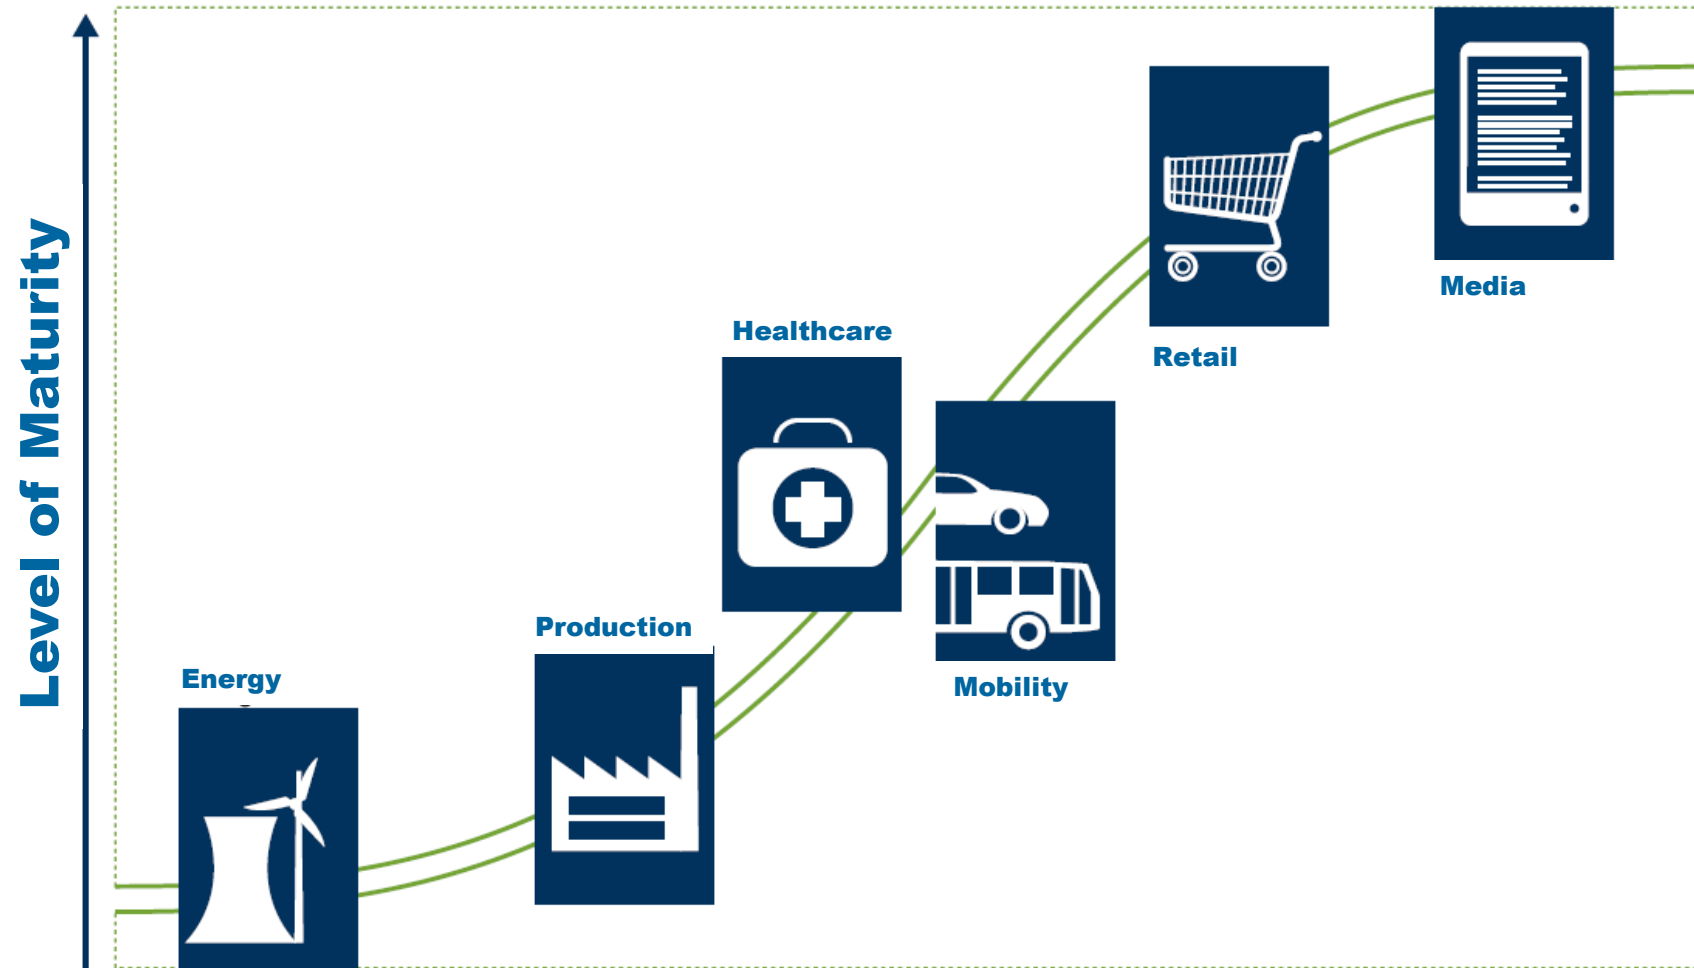 Level of Maturity
Energy
Production
Healthcare
Mobility
Retail
Media